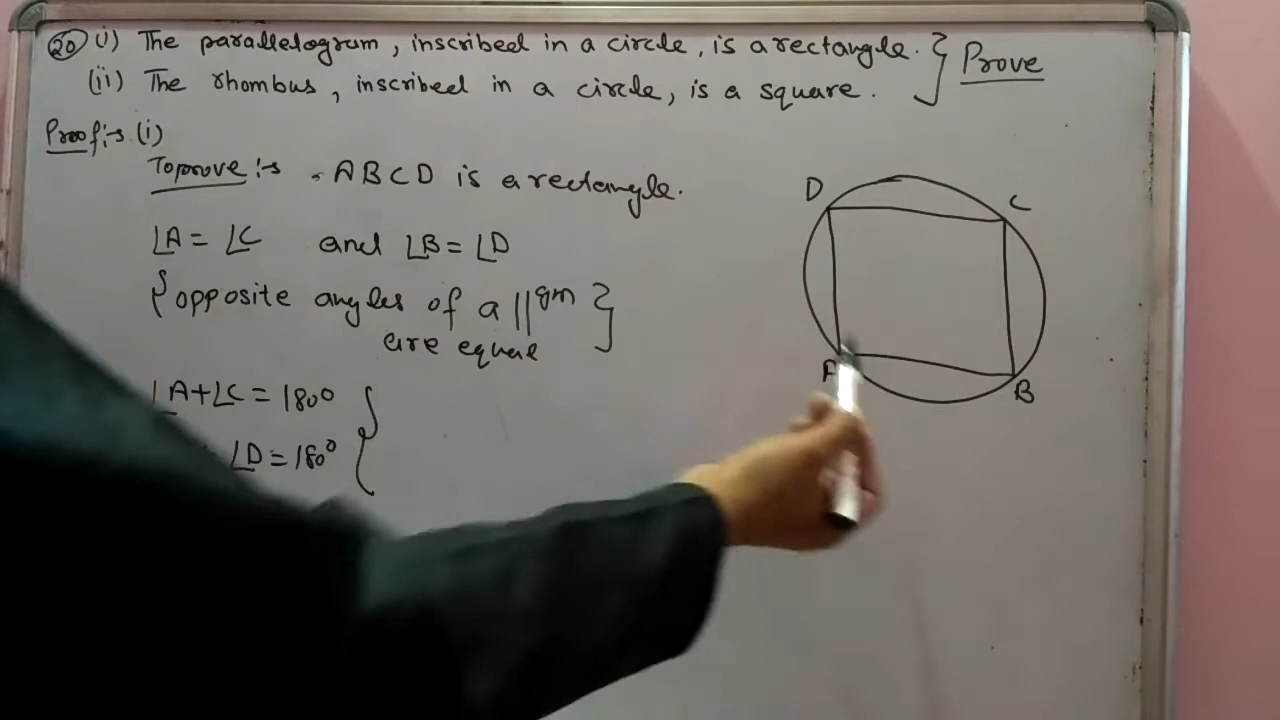 20 (i) The parallelogram, inscribed in a circle, is a rectangle. } Prove
(ii) The rhombus, inscribed in a circle, is a square.
Proof:- (i)
To prove :- ABCD is a rectangle.
∠A = ∠C and ∠B = ∠D
{opposite angles of a ||gm
are equal}
∠A+∠C = 180°
∠D = 180°
D
C
A
B